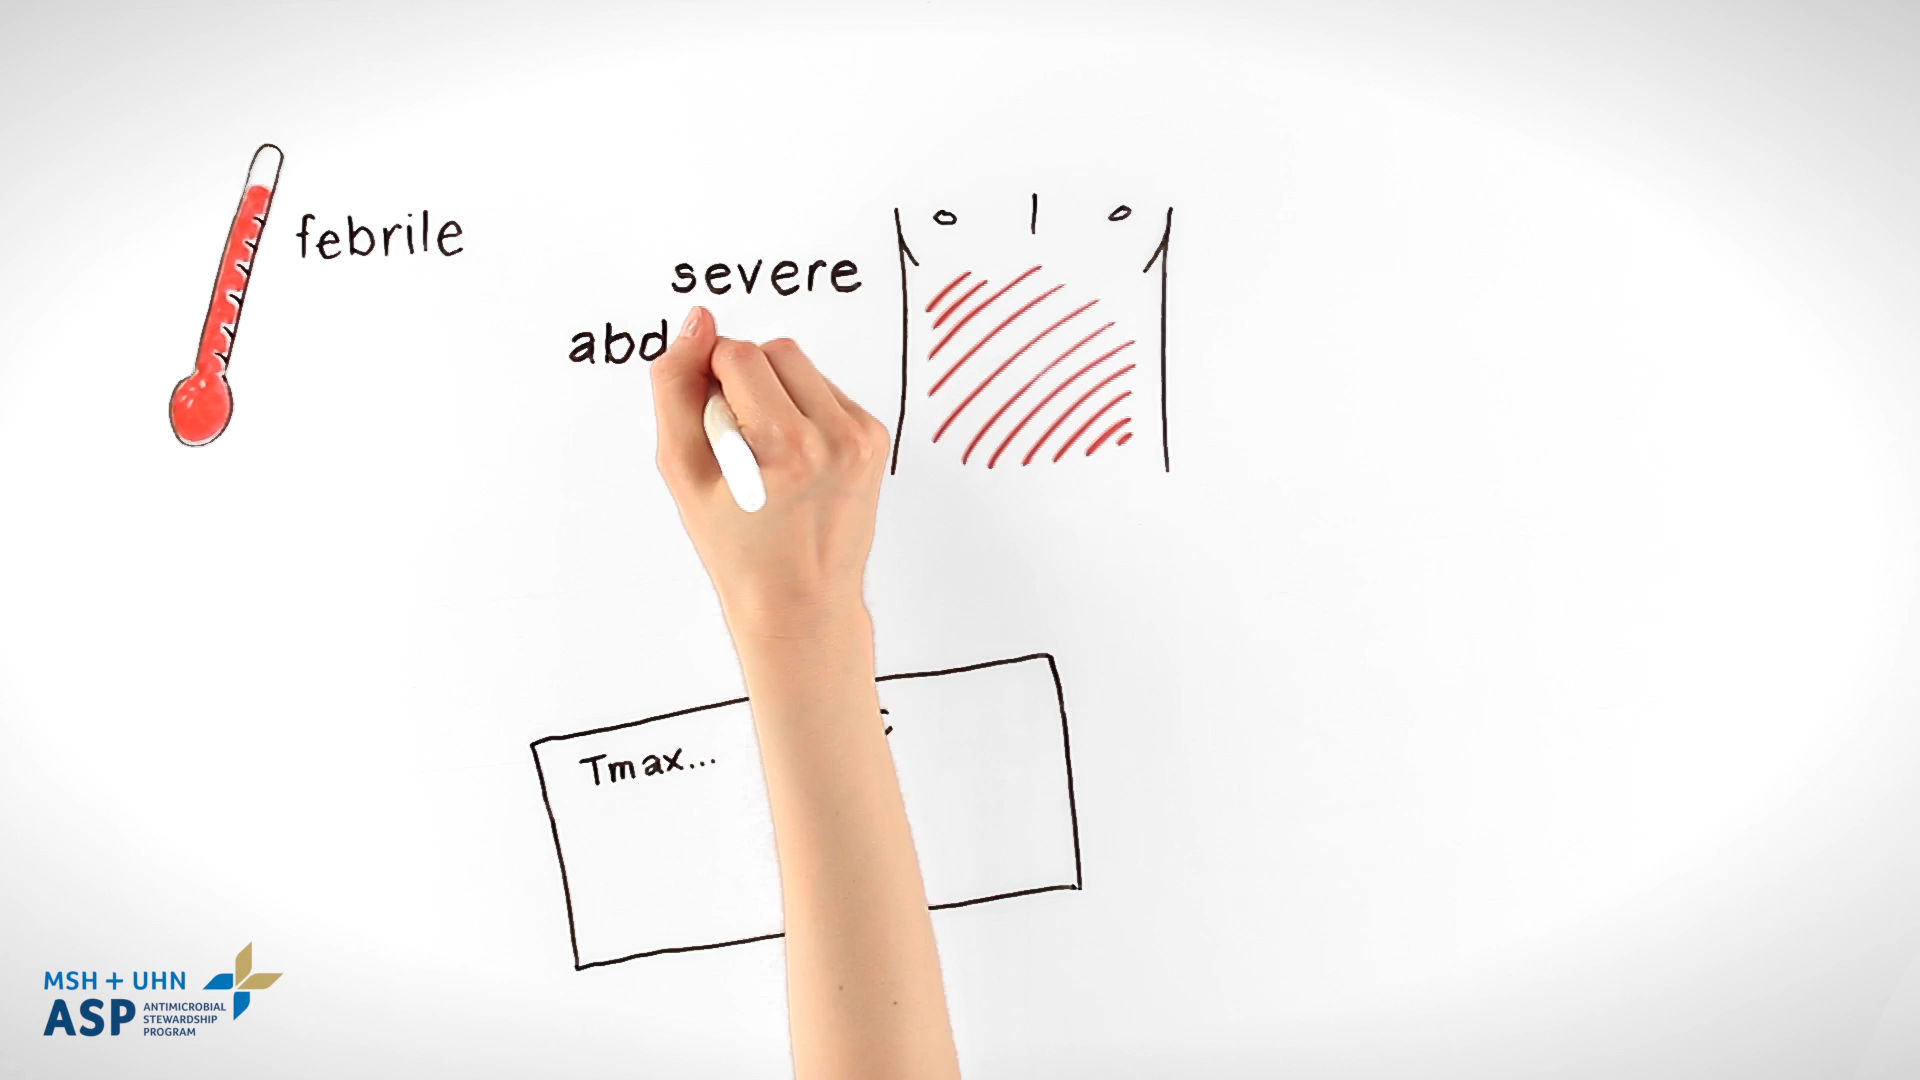 febrile
severe
abd
Tmax...
MSH + UHN
ASP ANTIMICROBIAL
STEWARDSHIP
PROGRAM